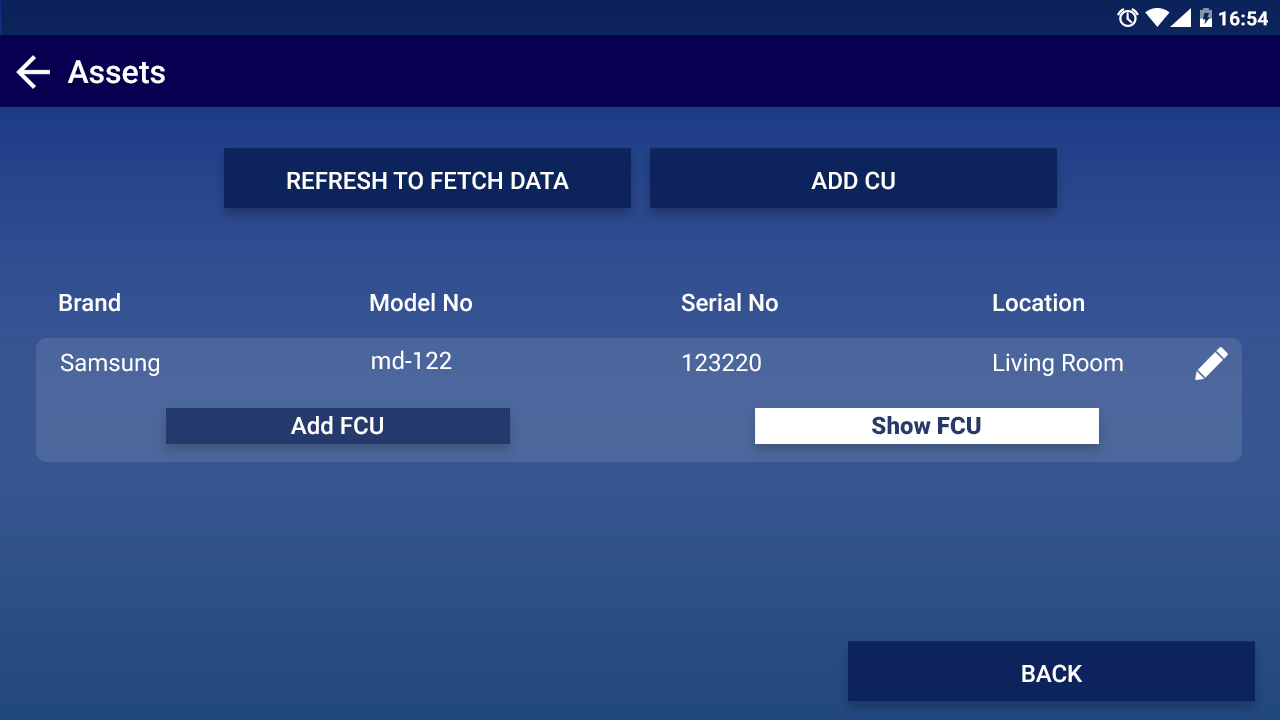 16:54
Assets
REFRESH TO FETCH DATA ADD CU
Brand Model No Serial No Location
Samsung md-122 123220 Living Room
Add FCU Show FCU
BACK